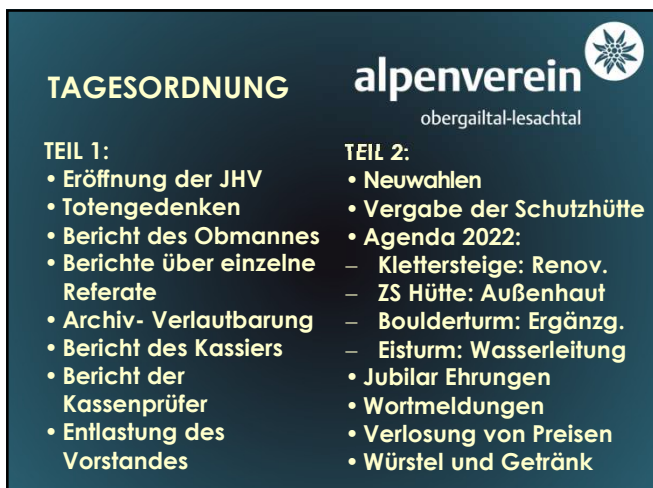 TAGESORDNUNG
alpenverein
obergailtal-lesachtal
TEIL 1:
• Eröffnung der JHV
• Totengedenken
• Bericht des Obmannes
• Berichte über einzelne
Referate
• Archiv- Verlautbarung
• Bericht des Kassiers
• Bericht der
Kassenprüfer
• Entlastung des
Vorstandes
TEIL 2:
• Neuwahlen
• Vergabe der Schutzhütte
• Agenda 2022:
– Klettersteige: Renov.
– ZS Hütte: Außenhaut
– Boulderturm: Ergänzg.
– Eisturm: Wasserleitung
• Jubilar Ehrungen
• Wortmeldungen
• Verlosung von Preisen
• Würstel und Getränk